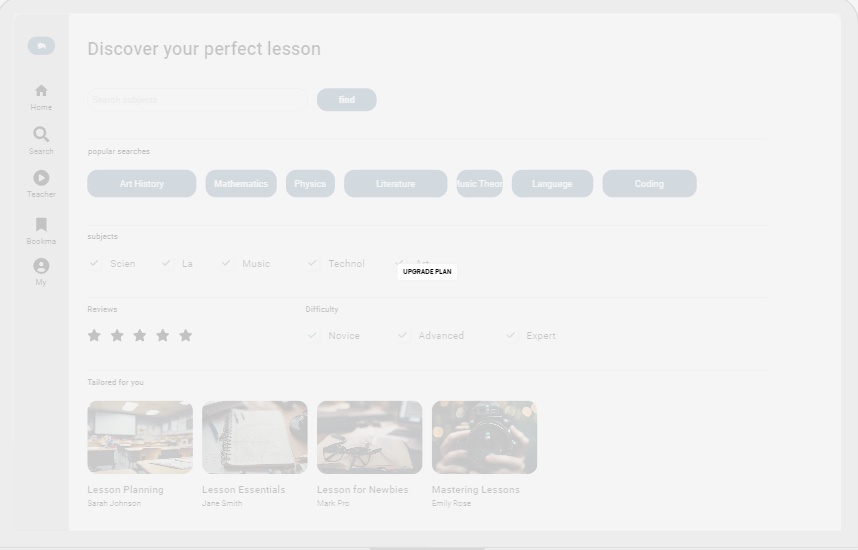 Discover your perfect lesson
Search subjects
find
Home
Search
Teacher
Bookma
My
popular searches
Art History
Mathematics
Physics
Literature
Music Theor
Language
Coding
subjects
Scien
La
Music
Technol
Art
UPGRADE PLAN
Reviews
Difficulty
Novice
Advanced
Expert
Tailored for you
Lesson Planning
Lesson Essentials
Lesson for Newbies
Mastering Lessons
Sarah Johnson
Jane Smith
Mark Pro
Emily Rose